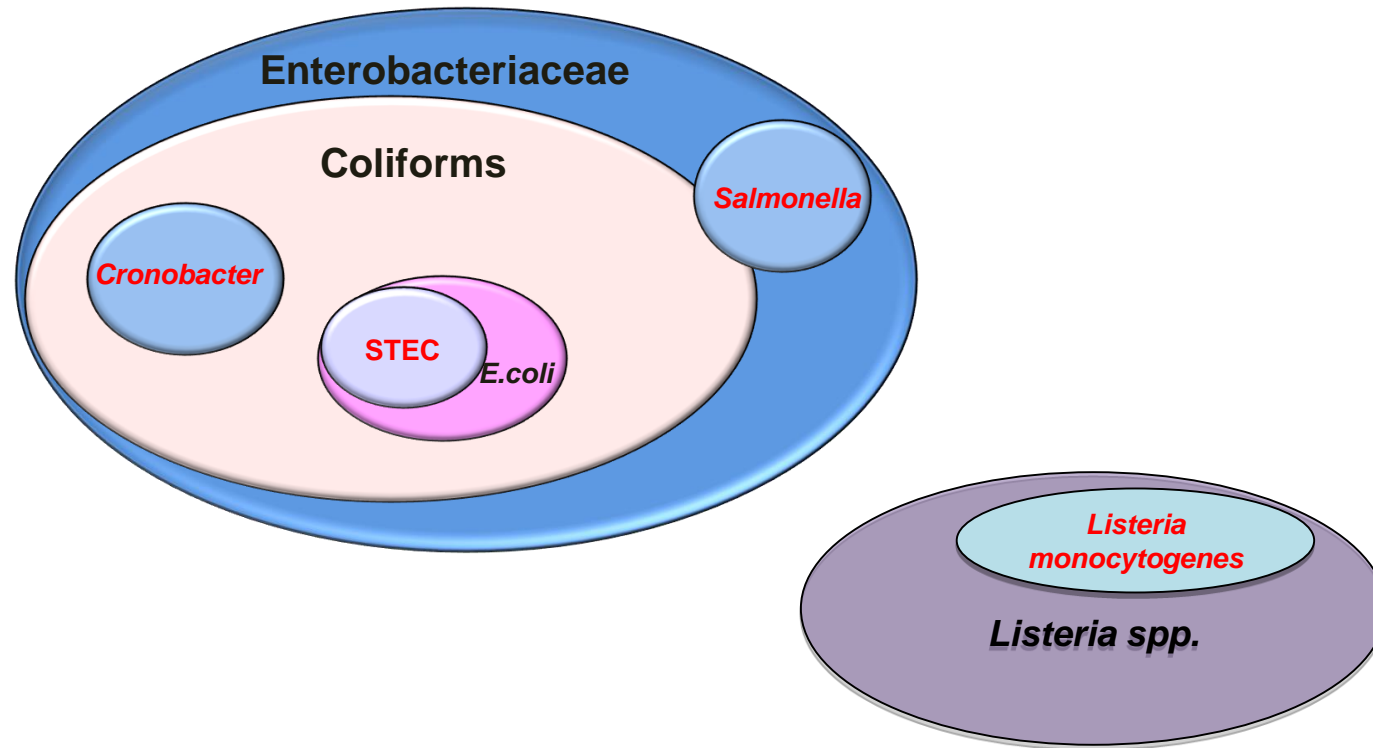 Enterobacteriaceae
Coliforms
Salmonella
Cronobacter
STEC
E.coli
Listeria
monocytogenes
Listeria spp.